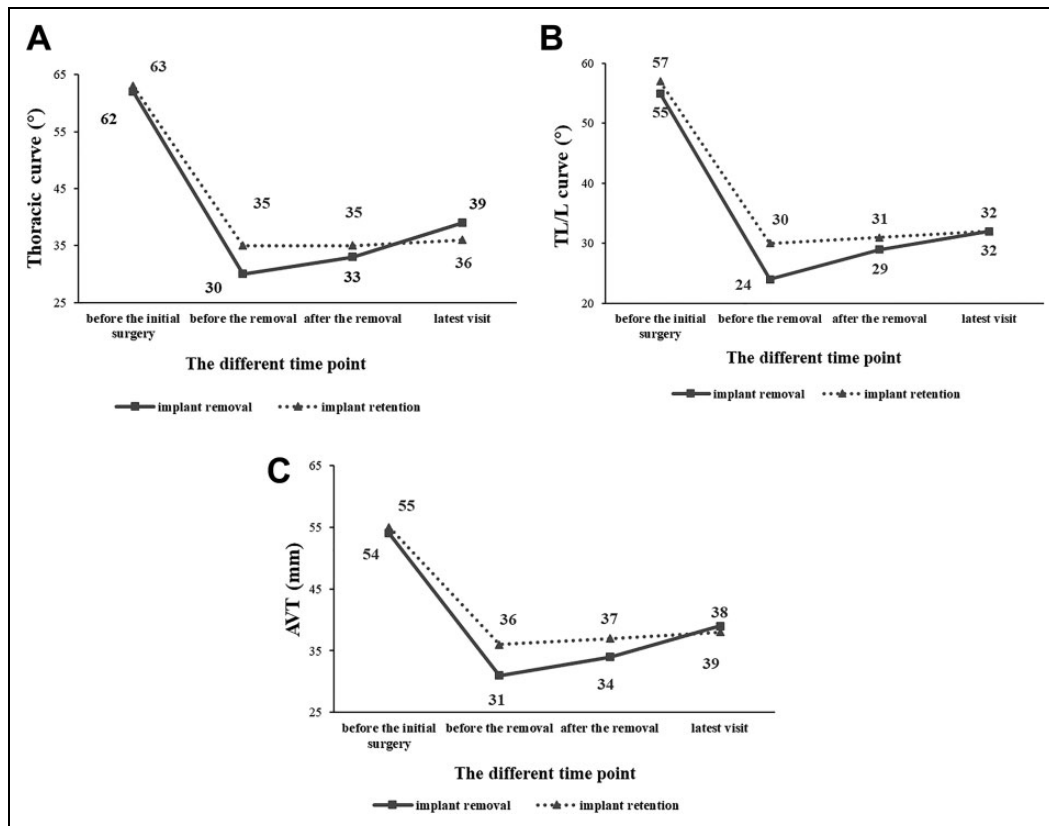 A
Thoracic curve (°)
65
55
45
35
25
63
62
35
35
39
30
33
36
before the initial surgery
before the removal
after the removal
latest visit
The different time point
implant removal
implant retention
B
TL/L curve (°)
60
50
40
30
20
57
55
30
31
32
24
29
32
before the initial surgery
before the removal
after the removal
latest visit
The different time point
implant removal
implant retention
C
AVT (mm)
65
55
45
35
25
55
54
36
37
38
31
34
39
before the initial surgery
before the removal
after the removal
latest visit
The different time point
implant removal
implant retention